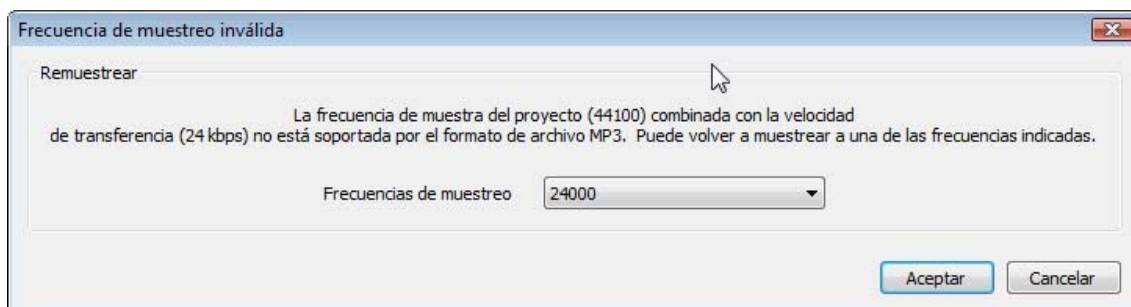 Frecuencia de muestreo inválida
Remuestrear
La frecuencia de muestra del proyecto (44100) combinada con la velocidad
de transferencia (24 kbps) no está soportada por el formato de archivo MP3. Puede volver a muestrear a una de las frecuencias indicadas.
Frecuencias de muestreo 24000
Aceptar Cancelar